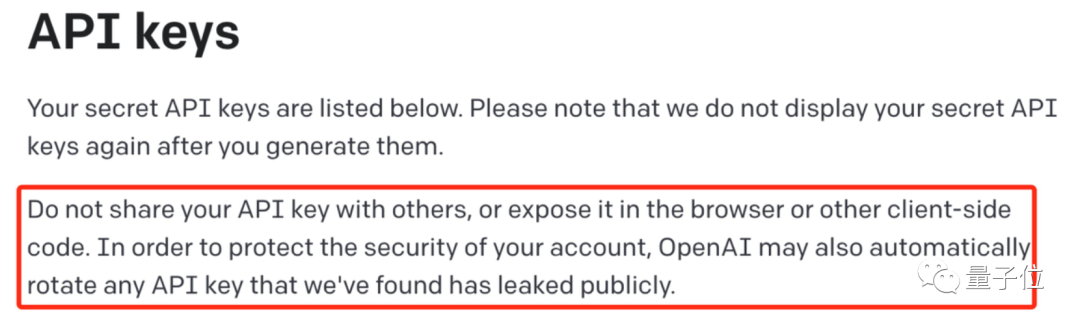 API keys
Your secret API keys are listed below. Please note that we do not display your secret API
keys again after you generate them.
Do not share your API key with others, or expose it in the browser or other client-side
code. In order to protect the security of your account, OpenAI may also automatically
rotate any API key that we've found has leaked publicly.
量子位